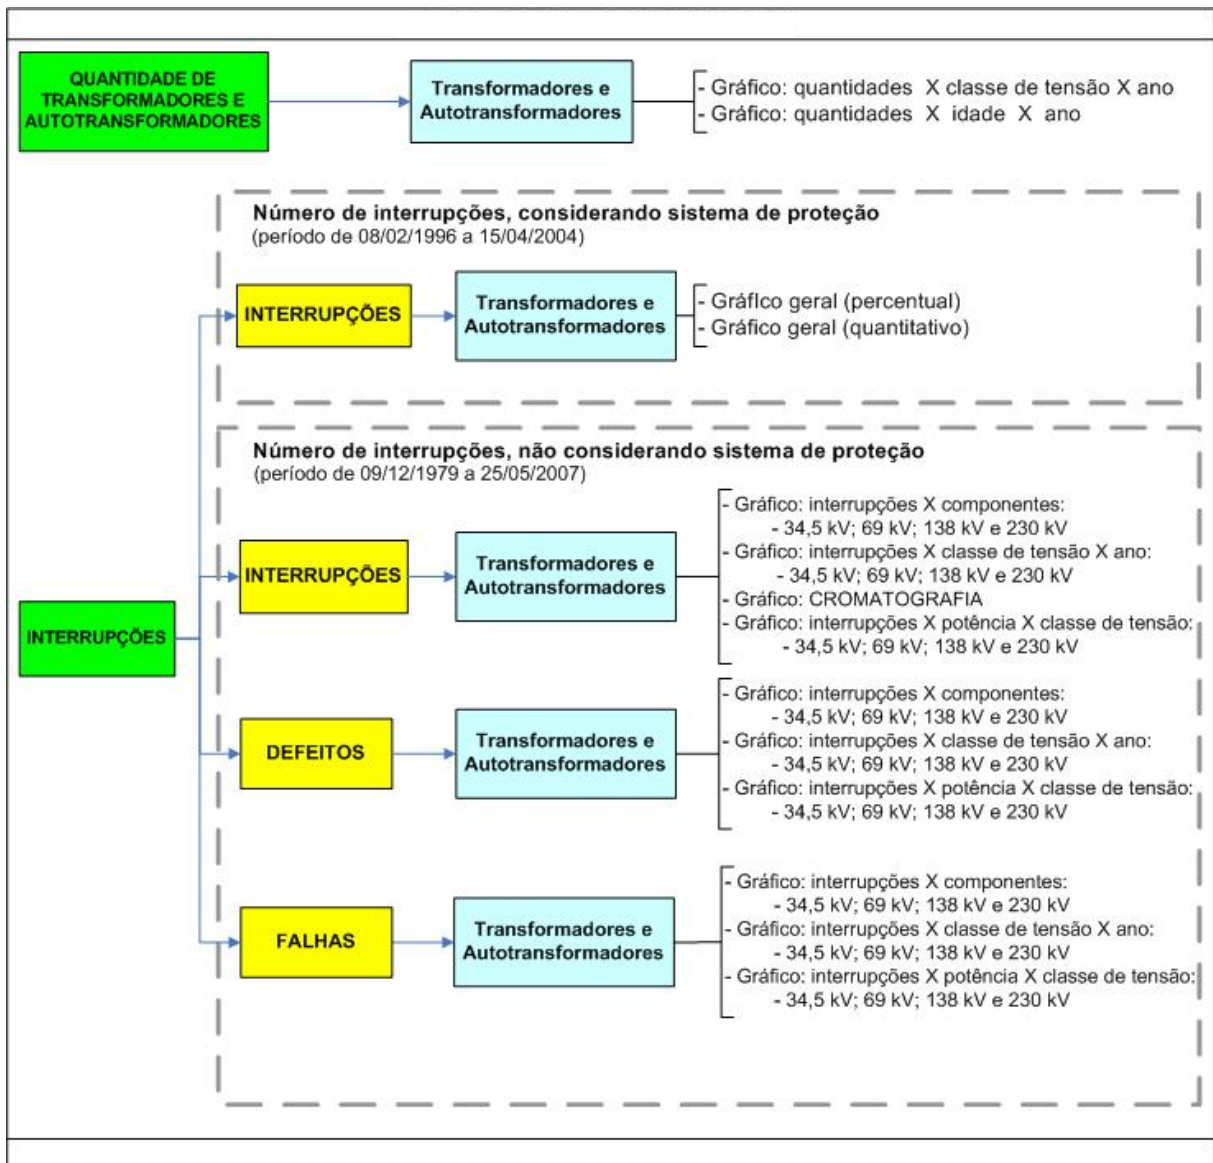 QUANTIDADE DE
TRANSFORMADORES E
AUTOTRANSFORMADORES
Transformadores e
Autotransformadores
- Gráfico: quantidades X classe de tensão X ano
- Gráfico: quantidades X idade X ano
Número de interrupções, considerando sistema de proteção
(período de 08/02/1996 a 15/04/2004)
INTERRUPÇÕES
Transformadores e
Autotransformadores
- GráfIco geral (percentual)
- Gráfico geral (quantitativo)
Número de interrupções, não considerando sistema de proteção
(período de 09/12/1979 a 25/05/2007)
INTERRUPÇÕES
INTERRUPÇÕES
Transformadores e
Autotransformadores
- Gráfico: interrupções X componentes:
- 34,5 kV; 69 kV; 138 kV e 230 kV
- Gráfico: interrupções X classe de tensão X ano:
- 34,5 kV; 69 kV; 138 kV e 230 kV
- Gráfico: CROMATOGRAFIA
- Gráfico: interrupções X potência X classe de tensão:
- 34,5 kV; 69 kV; 138 kV e 230 kV
DEFEITOS
Transformadores e
Autotransformadores
- Gráfico: interrupções X componentes:
- 34,5 kV; 69 kV; 138 kV e 230 kV
- Gráfico: interrupções X classe de tensão X ano:
- 34,5 kV; 69 kV; 138 kV e 230 kV
- Gráfico: interrupções X potência X classe de tensão:
- 34,5 kV; 69 kV; 138 kV e 230 kV
FALHAS
Transformadores e
Autotransformadores
- Gráfico: interrupções X componentes:
- 34,5 kV; 69 kV; 138 kV e 230 kV
- Gráfico: interrupções X classe de tensão X ano:
- 34,5 kV; 69 kV; 138 kV e 230 kV
- Gráfico: interrupções X potência X classe de tensão:
- 34,5 kV; 69 kV; 138 kV e 230 kV